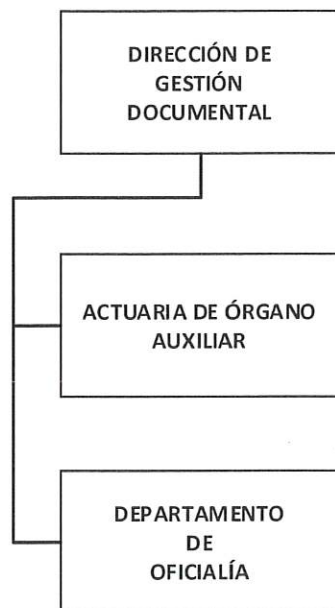 DIRECCIÓN DE
GESTIÓN
DOCUMENTAL
ACTUARIA DE ÓRGANO
AUXILIAR
DEPARTAMENTO
DE
OFICIALÍA